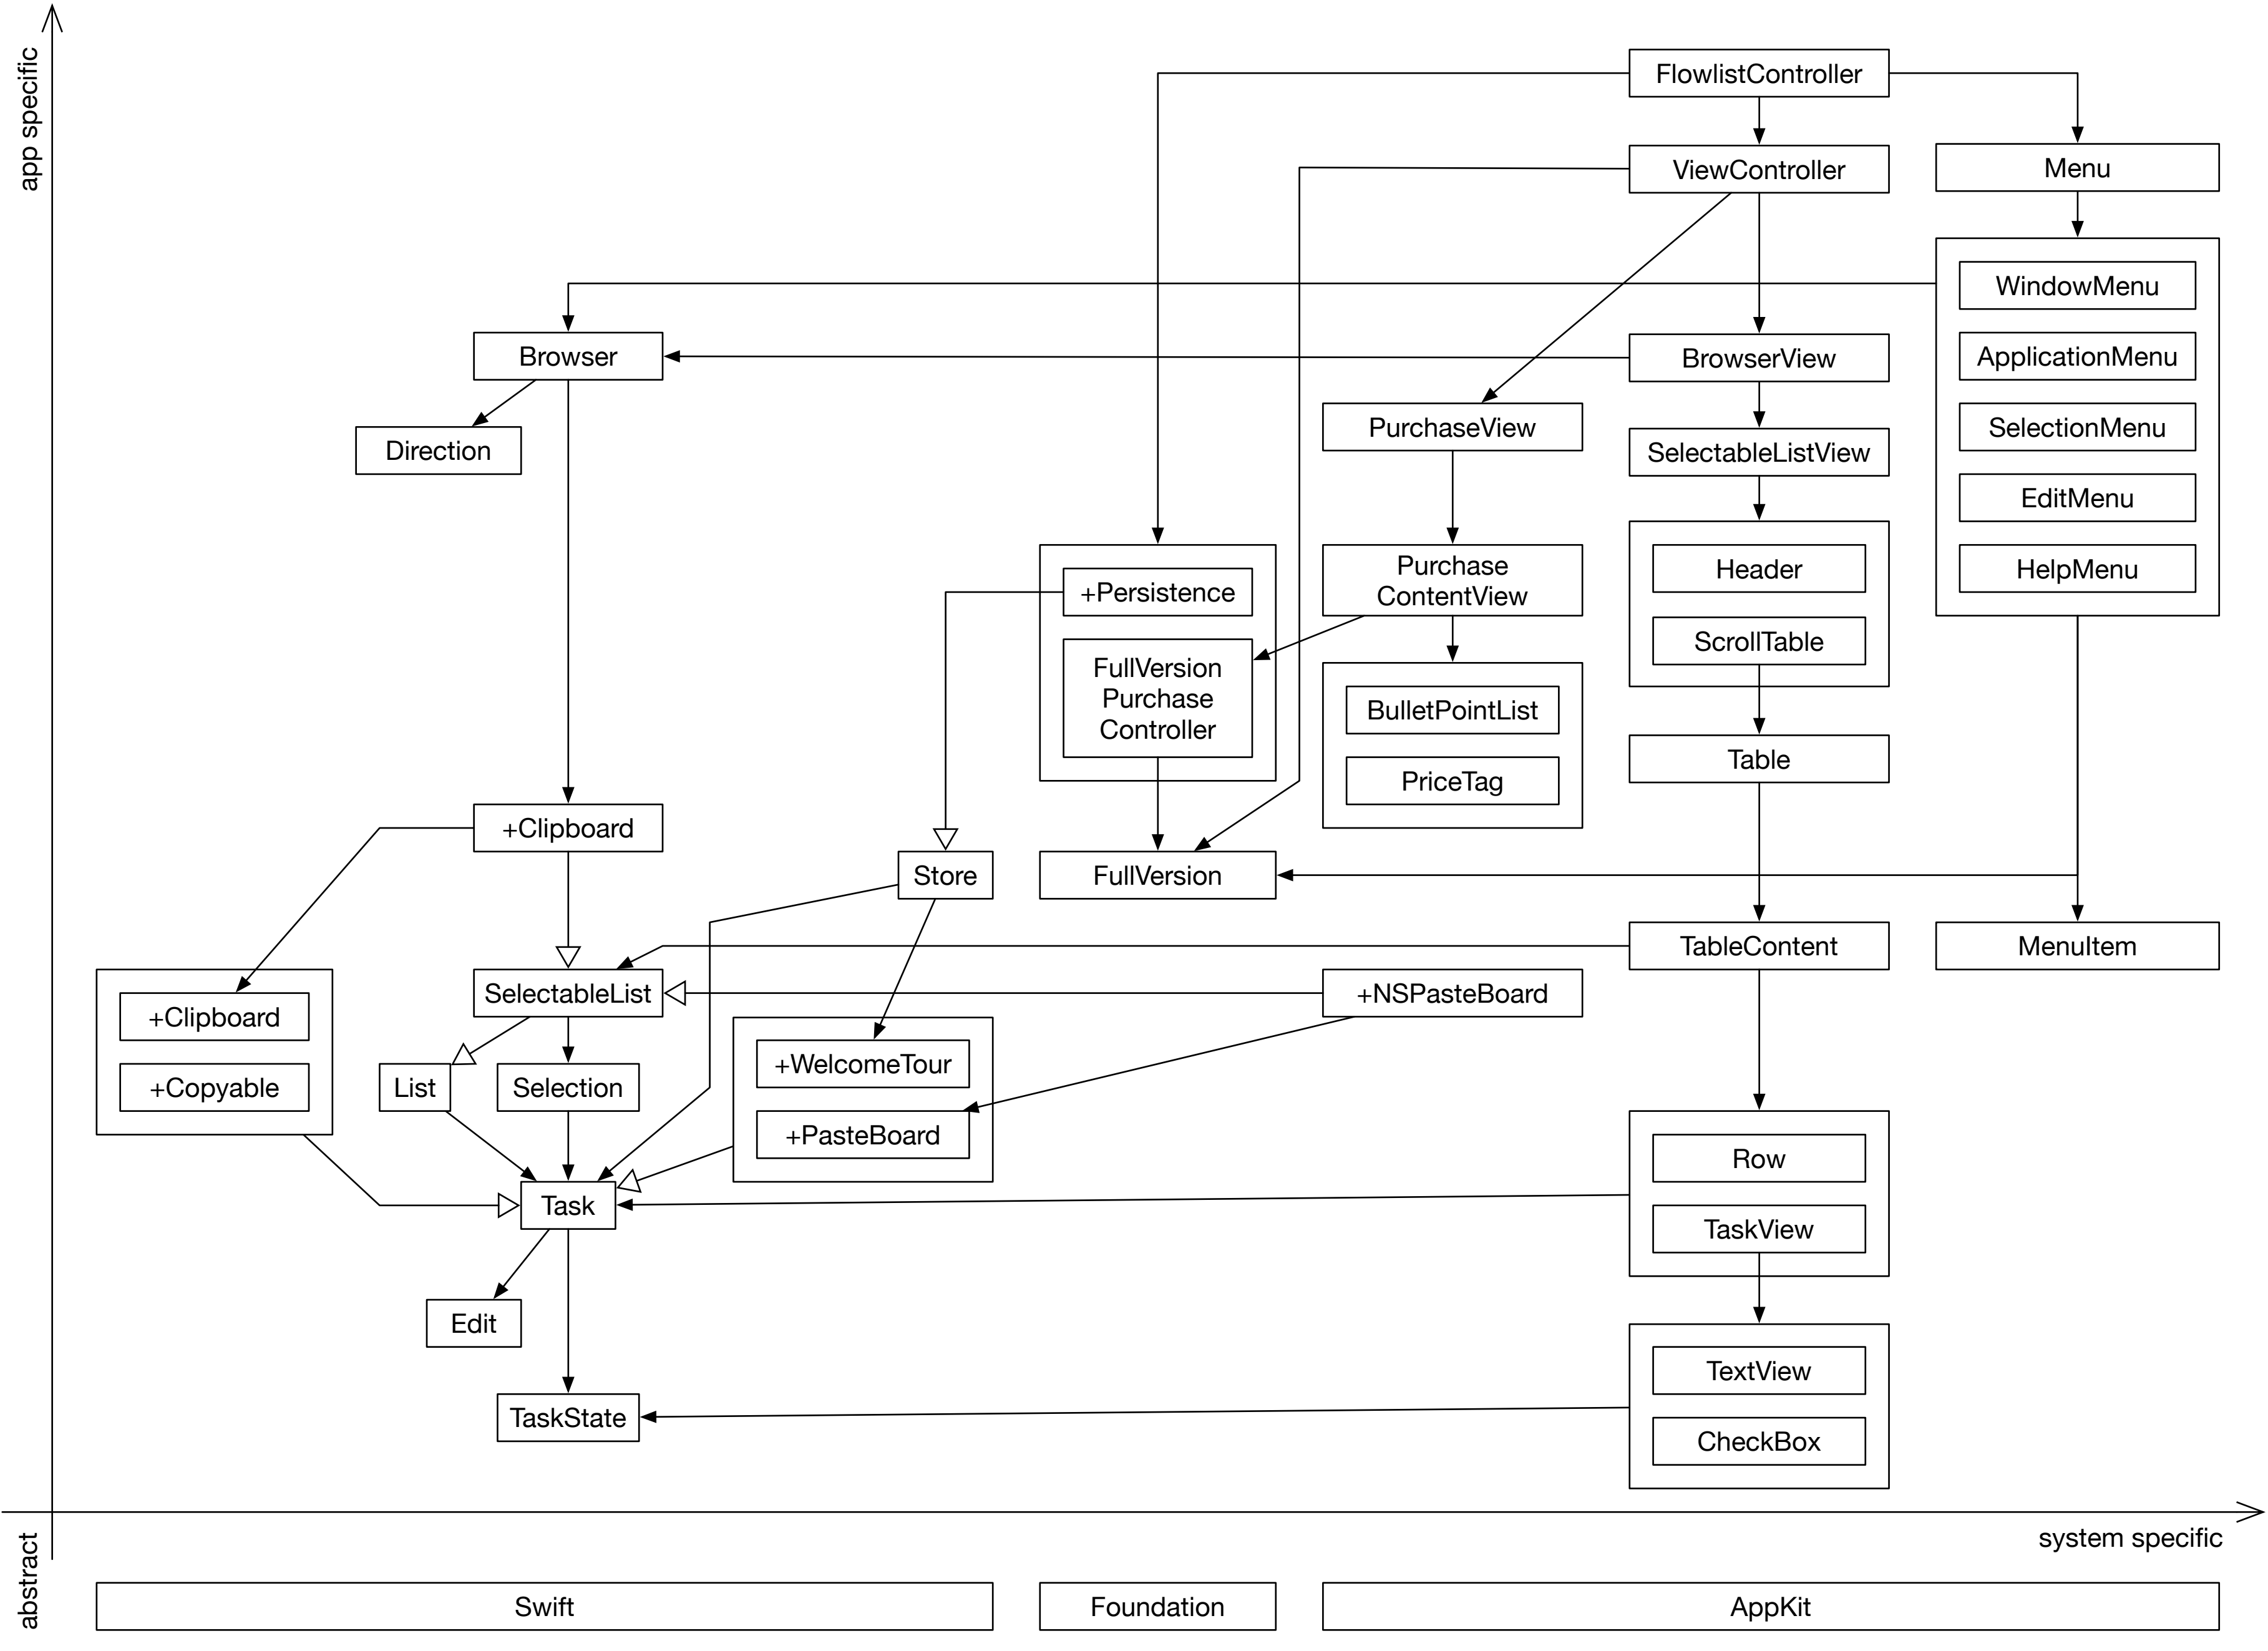 app specific
FlowlistController
ViewController
Menu
WindowMenu
Browser
BrowserView
ApplicationMenu
PurchaseView
SelectionMenu
Direction
SelectableListView
EditMenu
+Persistence
Purchase
ContentView
Header
HelpMenu
FullVersion
Purchase
Controller
ScrollTable
BulletPointList
Table
PriceTag
+Clipboard
Store
FullVersion
TableContent
MenuItem
+Clipboard
SelectableList
+NSPasteBoard
+WelcomeTour
+Copyable
List
Selection
+PasteBoard
Row
Task
TaskView
Edit
TextView
TaskState
CheckBox
system specific
abstract
Swift
Foundation
AppKit